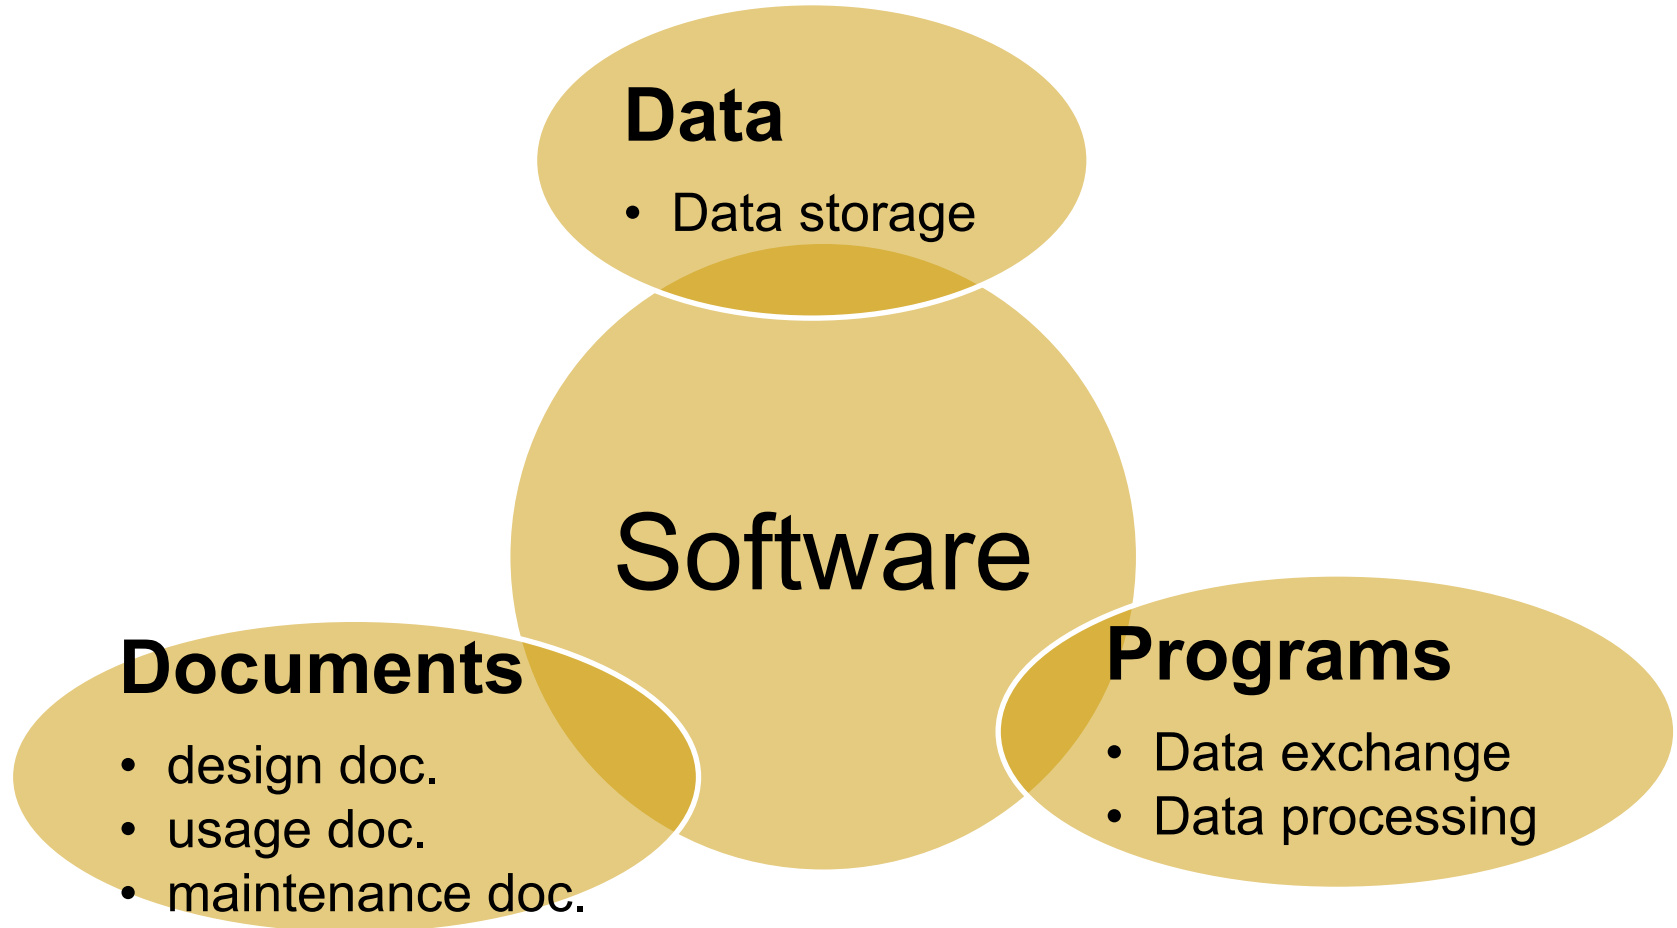 Data
• Data storage
Software
Documents
• design doc.
• usage doc.
• maintenance doc.
Programs
• Data exchange
• Data processing